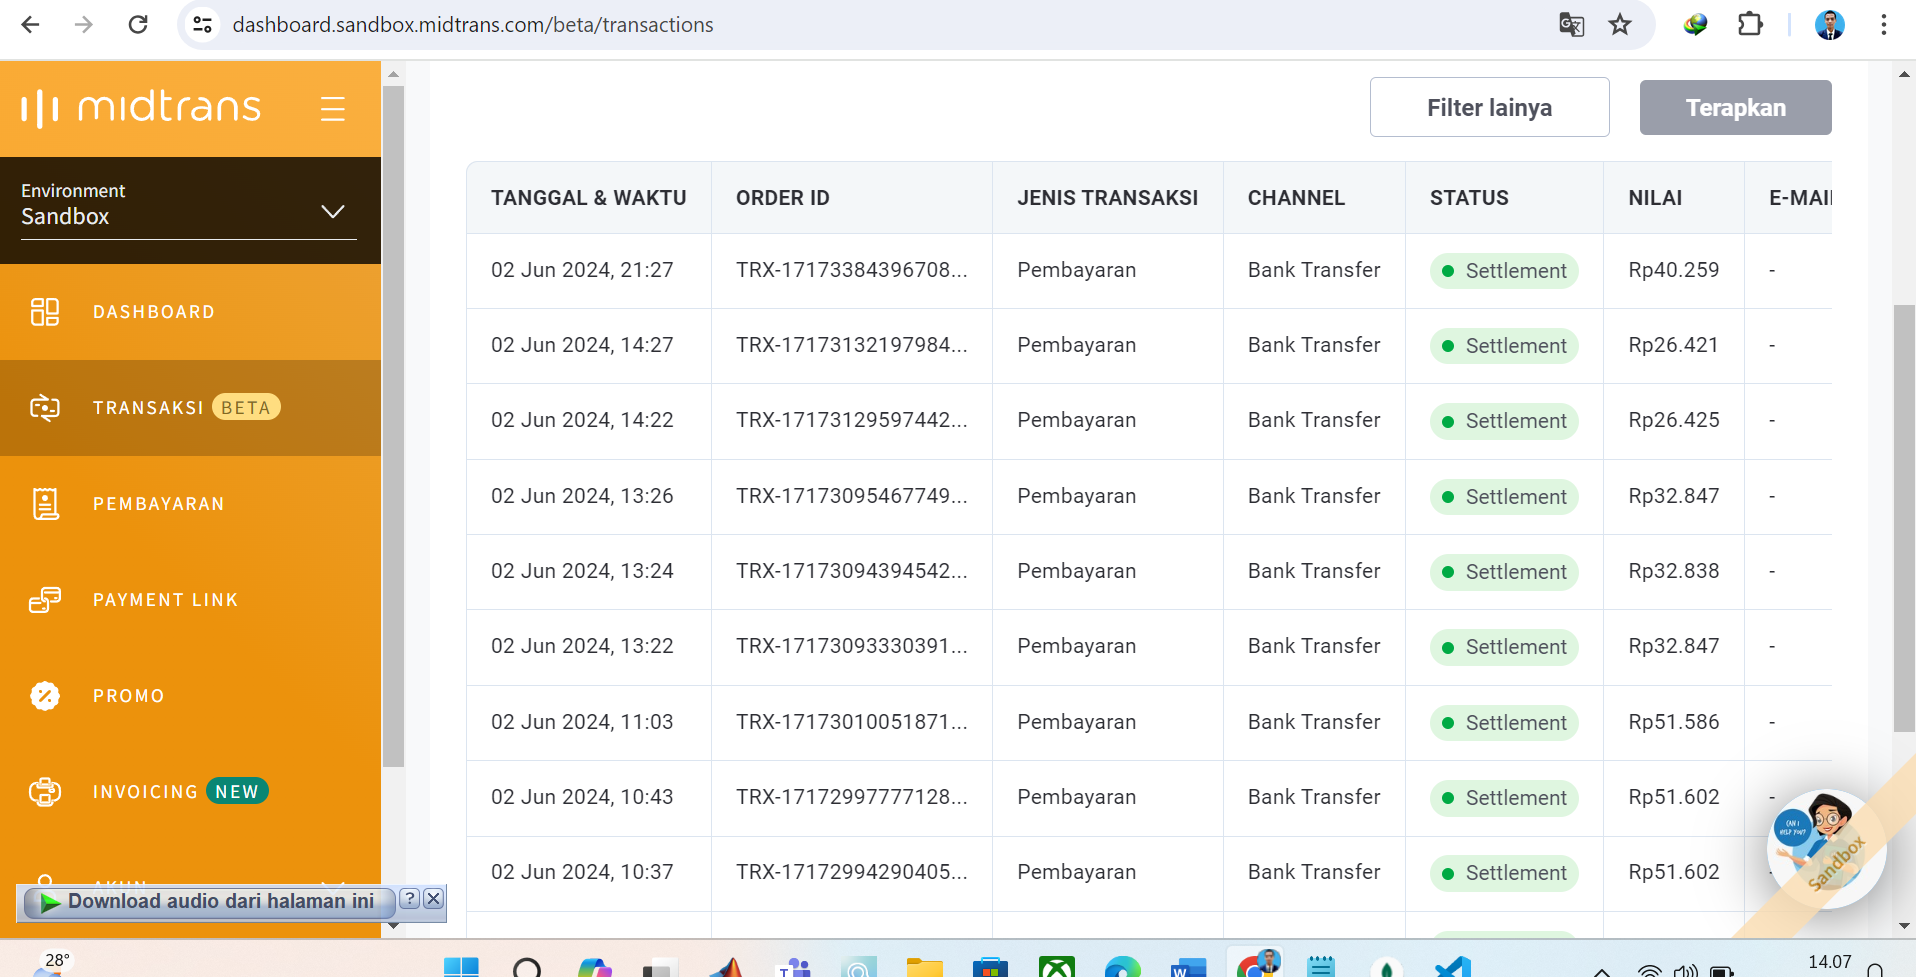 dashboard.sandbox.midtrans.com/beta/transactions
midtrans
Environment
Sandbox
DASHBOARD
TRANSAKSI BETA
PEMBAYARAN
PAYMENT LINK
PROMO
INVOICING NEW
AKUN
Download audio dari halaman ini
?
Filter lainya
Terapkan
TANGGAL & WAKTU ORDER ID JENIS TRANSAKSI CHANNEL STATUS NILAI E-MAI
02 Jun 2024, 21:27 TRX-17173384396708... Pembayaran Bank Transfer Settlement Rp40.259 -
02 Jun 2024, 14:27 TRX-17173132197984... Pembayaran Bank Transfer Settlement Rp26.421 -
02 Jun 2024, 14:22 TRX-17173129597442... Pembayaran Bank Transfer Settlement Rp26.425 -
02 Jun 2024, 13:26 TRX-17173095467749... Pembayaran Bank Transfer Settlement Rp32.847 -
02 Jun 2024, 13:24 TRX-17173094394542... Pembayaran Bank Transfer Settlement Rp32.838 -
02 Jun 2024, 13:22 TRX-17173093330391... Pembayaran Bank Transfer Settlement Rp32.847 -
02 Jun 2024, 11:03 TRX-17173010051871... Pembayaran Bank Transfer Settlement Rp51.586 -
02 Jun 2024, 10:43 TRX-17172997777128... Pembayaran Bank Transfer Settlement Rp51.602 -
02 Jun 2024, 10:37 TRX-17172994290405... Pembayaran Bank Transfer Settlement Rp51.602 -
CAN I
HELP YOU?
Sandbox
28°
14.07